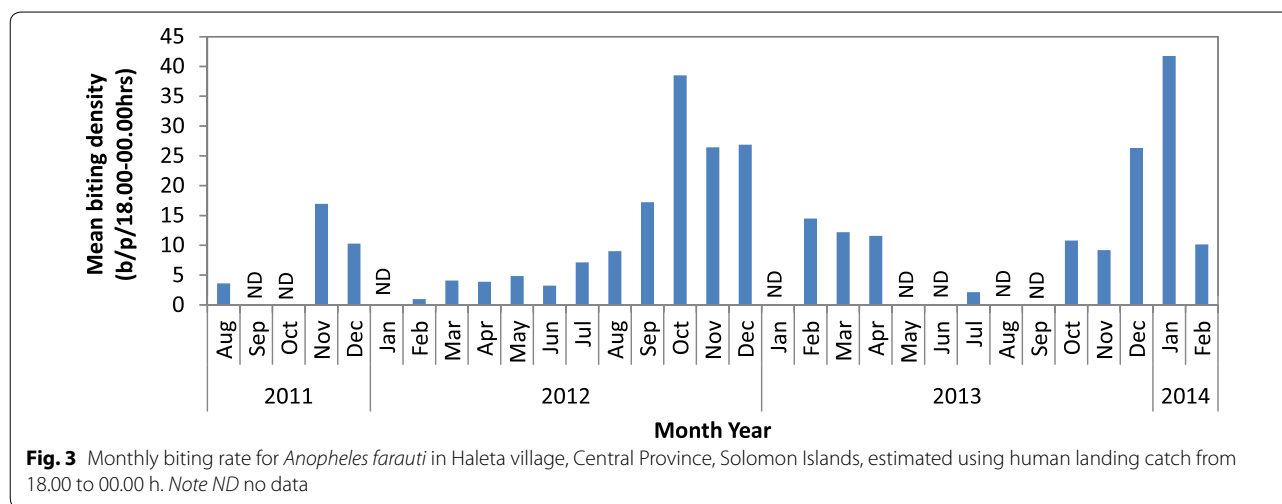 45
40
35
30
25
20
15
10
5
0
Mean biting density
(b/p/18.00-00.00hrs)
ND ND ND ND ND ND ND ND
Aug Sep Oct Nov Dec Jan Feb Mar Apr May Jun Jul Aug Sep Oct Nov Dec Jan Feb Mar Apr May Jun Jul Aug Sep Oct Nov Dec Jan Feb
2011 2012 2013 2014
Month Year
Fig. 3 Monthly biting rate for Anopheles farauti in Haleta village, Central Province, Solomon Islands, estimated using human landing catch from
18.00 to 00.00 h. Note ND no data